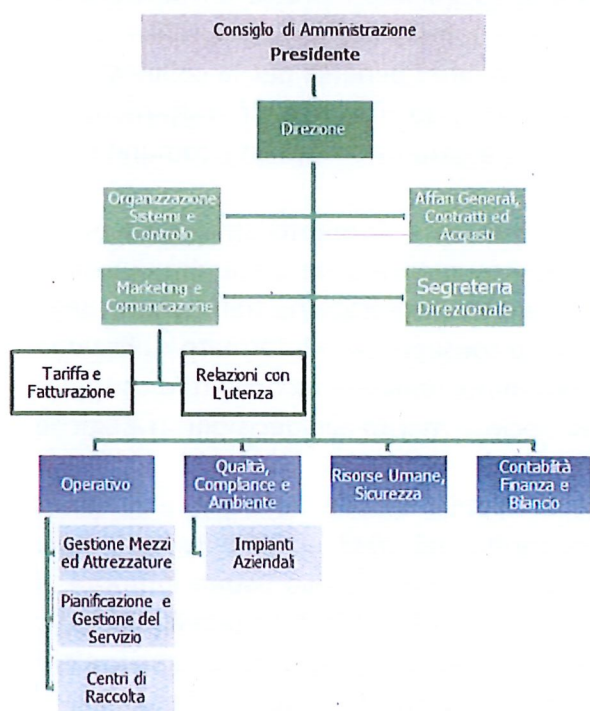 Consiglo di Amministrazione
Presidente
Direzione
Organizzazione
Sistemi e
Controllo
Affari General,
Contratti ed
Acquisti
Marketing e
Comunicazione
Segreteria
Direzionale
Tariffa e
Fatturazione
Relazioni con
L'utenza
Operativo
Qualità,
Compliance e
Ambiente
Risorse Umane,
Sicurezza
Contabilità
Finanza e
Bilancio
Gestione Mezzi
ed Attrezzature
Impianti
Aziendali
Pianificazione e
Gestione del
Servizio
Centri di
Raccolta